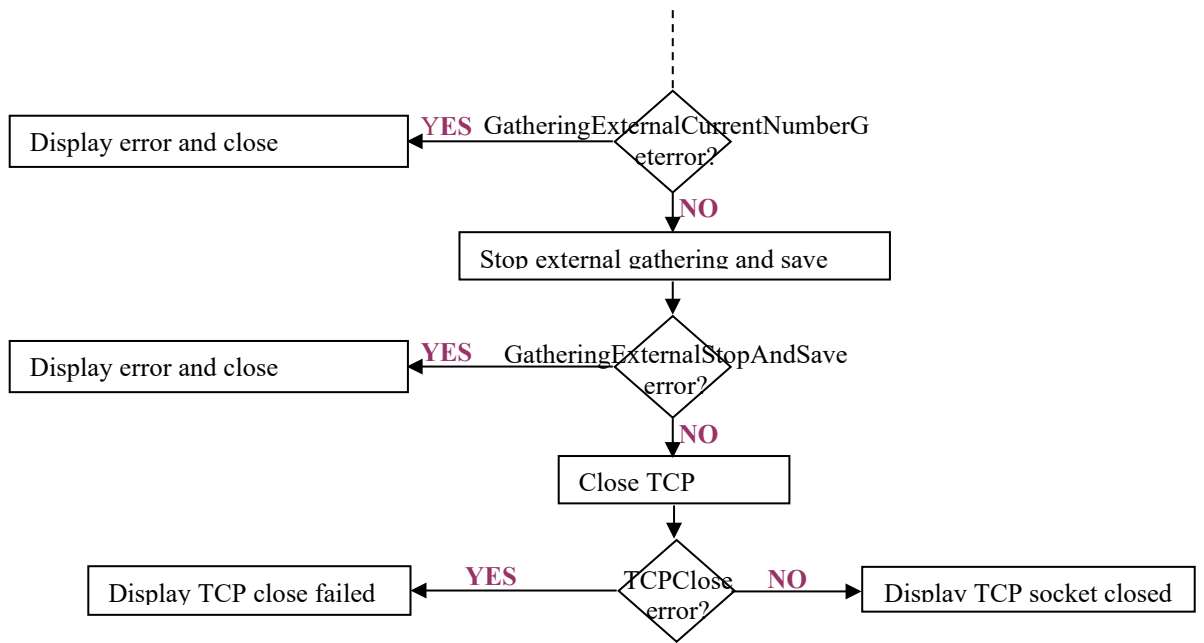 YES
GatheringExternalCurrentNumberG
eterror?
Display error and close
NO
Stop external gathering and save
YES
GatheringExternalStopAndSave
error?
Display error and close
NO
Close TCP
YES
TCPClose
error?
NO
Display TCP close failed
Display TCP socket closed